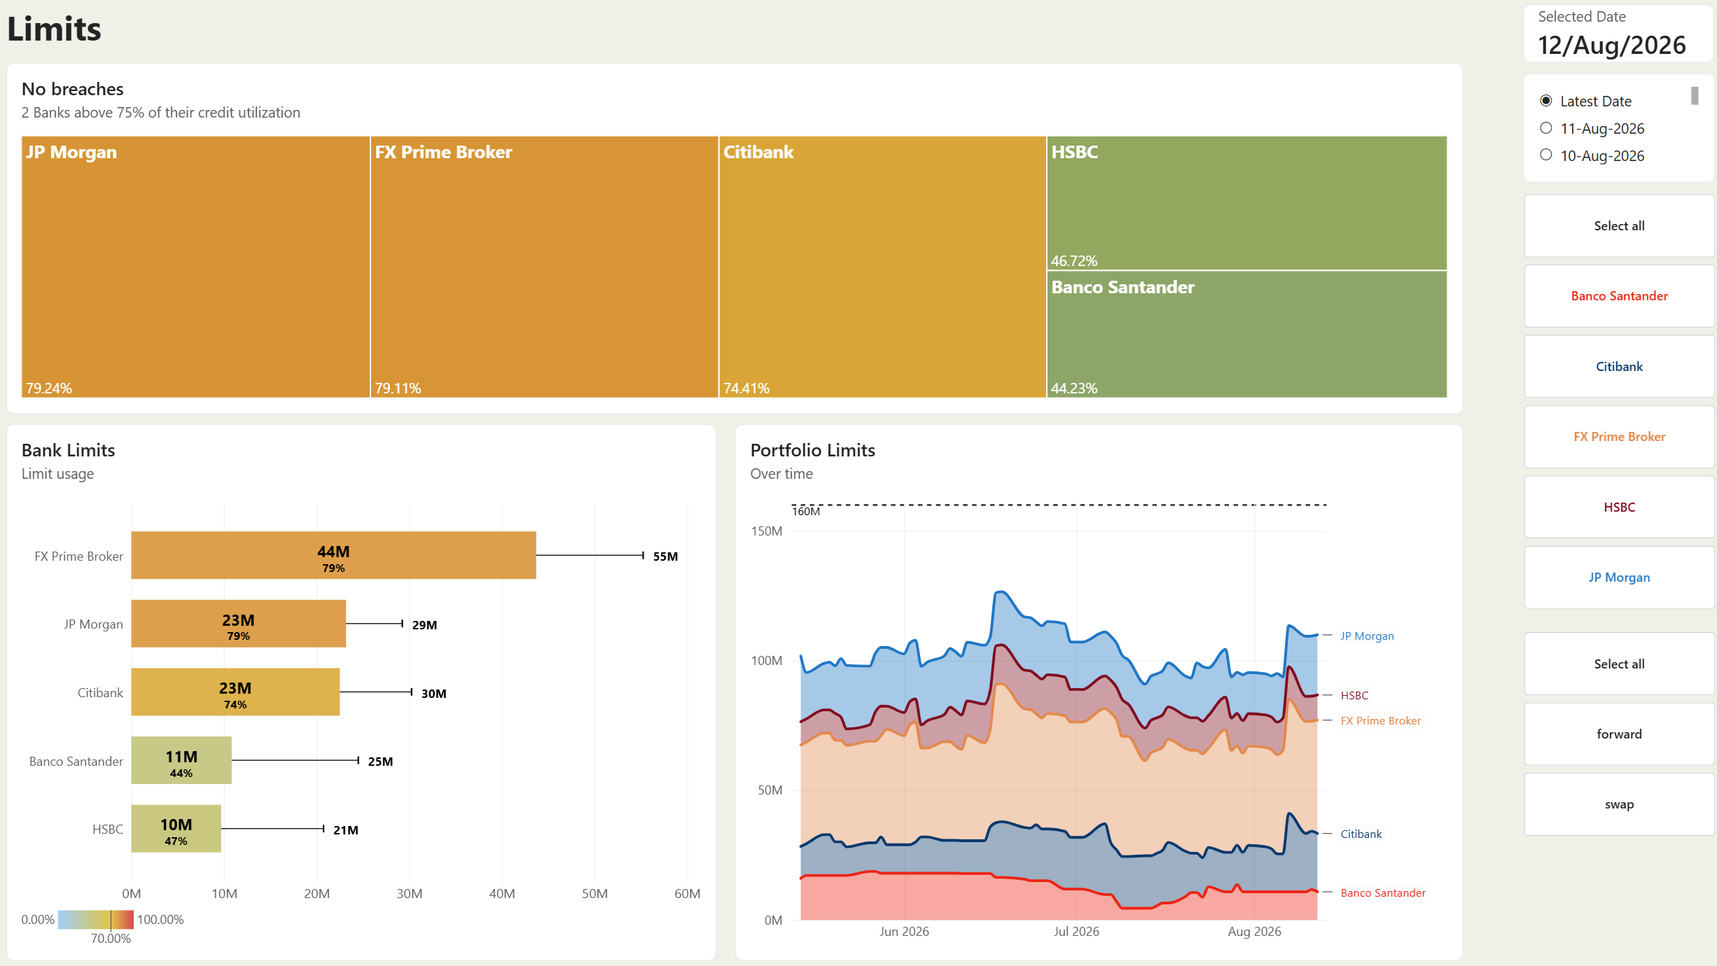 Limits
No breaches
2 Banks above 75% of their credit utilization
JP Morgan
79.24%
FX Prime Broker
79.11%
Citibank
74.41%
HSBC
46.72%
Banco Santander
44.23%
Bank Limits
Limit usage
FX Prime Broker
44M
79%
55M
JP Morgan
23M
79%
29M
Citibank
23M
74%
30M
Banco Santander
11M
44%
25M
HSBC
10M
47%
21M
0M 10M 20M 30M 40M 50M 60M
0.00% 100.00%
70.00%
Portfolio Limits
Over time
160M
150M
100M
50M
0M
JP Morgan
HSBC
FX Prime Broker
Citibank
Banco Santander
Jun 2026 Jul 2026 Aug 2026
Selected Date
12/Aug/2026
Latest Date
11-Aug-2026
10-Aug-2026
Select all
Banco Santander
Citibank
FX Prime Broker
HSBC
JP Morgan
Select all
forward
swap